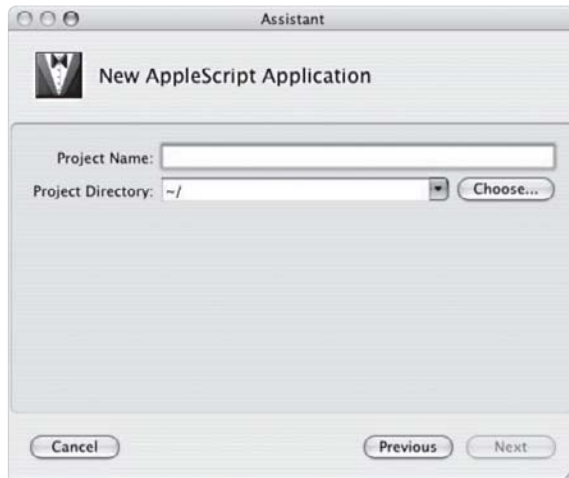 Assistant
New AppleScript Application
Project Name:
Project Directory: ~/ Choose...
Cancel Previous Next